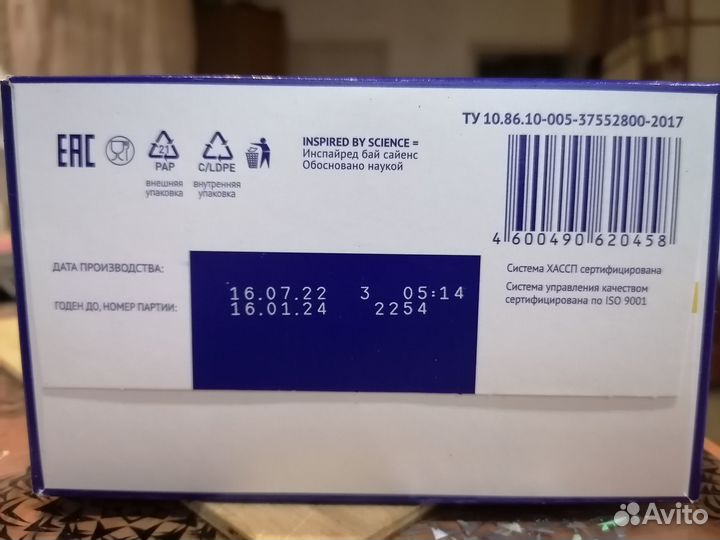 ТУ 10.86.10-005-37552800-2017
EAC
21
PAP
внешняя
упаковка
C/LDPE
внутренняя
упаковка
INSPIRED BY SCIENCE =
Инспайред бай сайенс
Обосновано наукой
4 600490 620458
Система ХАССП сертифицирована
Система управления качеством
сертифицирована по ISO 9001
ДАТА ПРОИЗВОДСТВА:
16.07.22 3 05:14
ГОДЕН ДО, НОМЕР ПАРТИИ:
16.01.24 2254
Avito